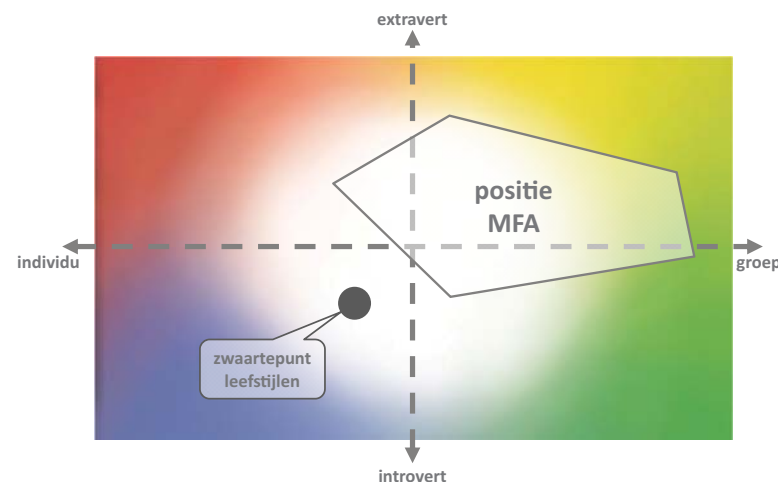 extravert
positie
MFA
individu
groep
zwaartepunt
leefstijlen
introvert